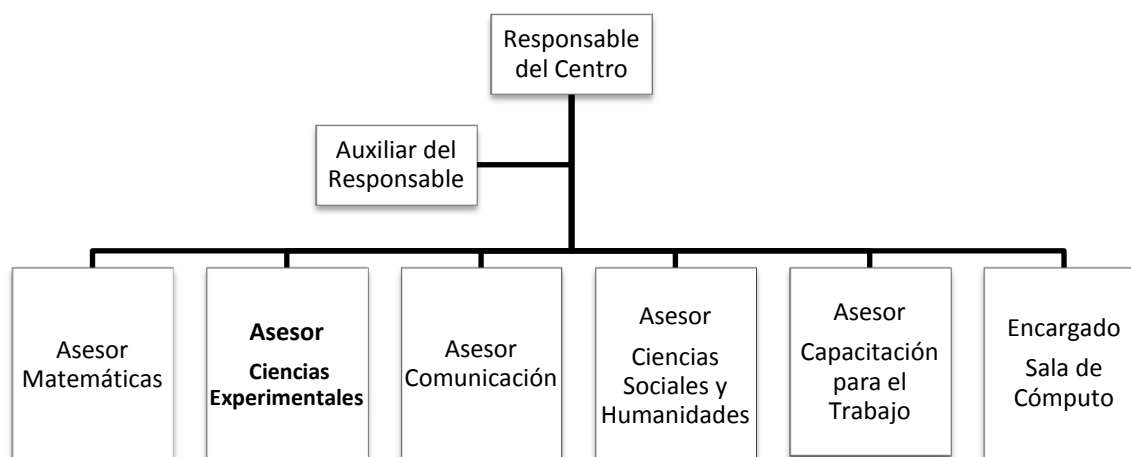 Responsable
del Centro
Auxiliar del
Responsable
Asesor
Matemáticas
Asesor
Ciencias
Experimentales
Asesor
Comunicación
Asesor
Ciencias
Sociales y
Humanidades
Asesor
Capacitación
para el
Trabajo
Encargado
Sala de
Cómputo